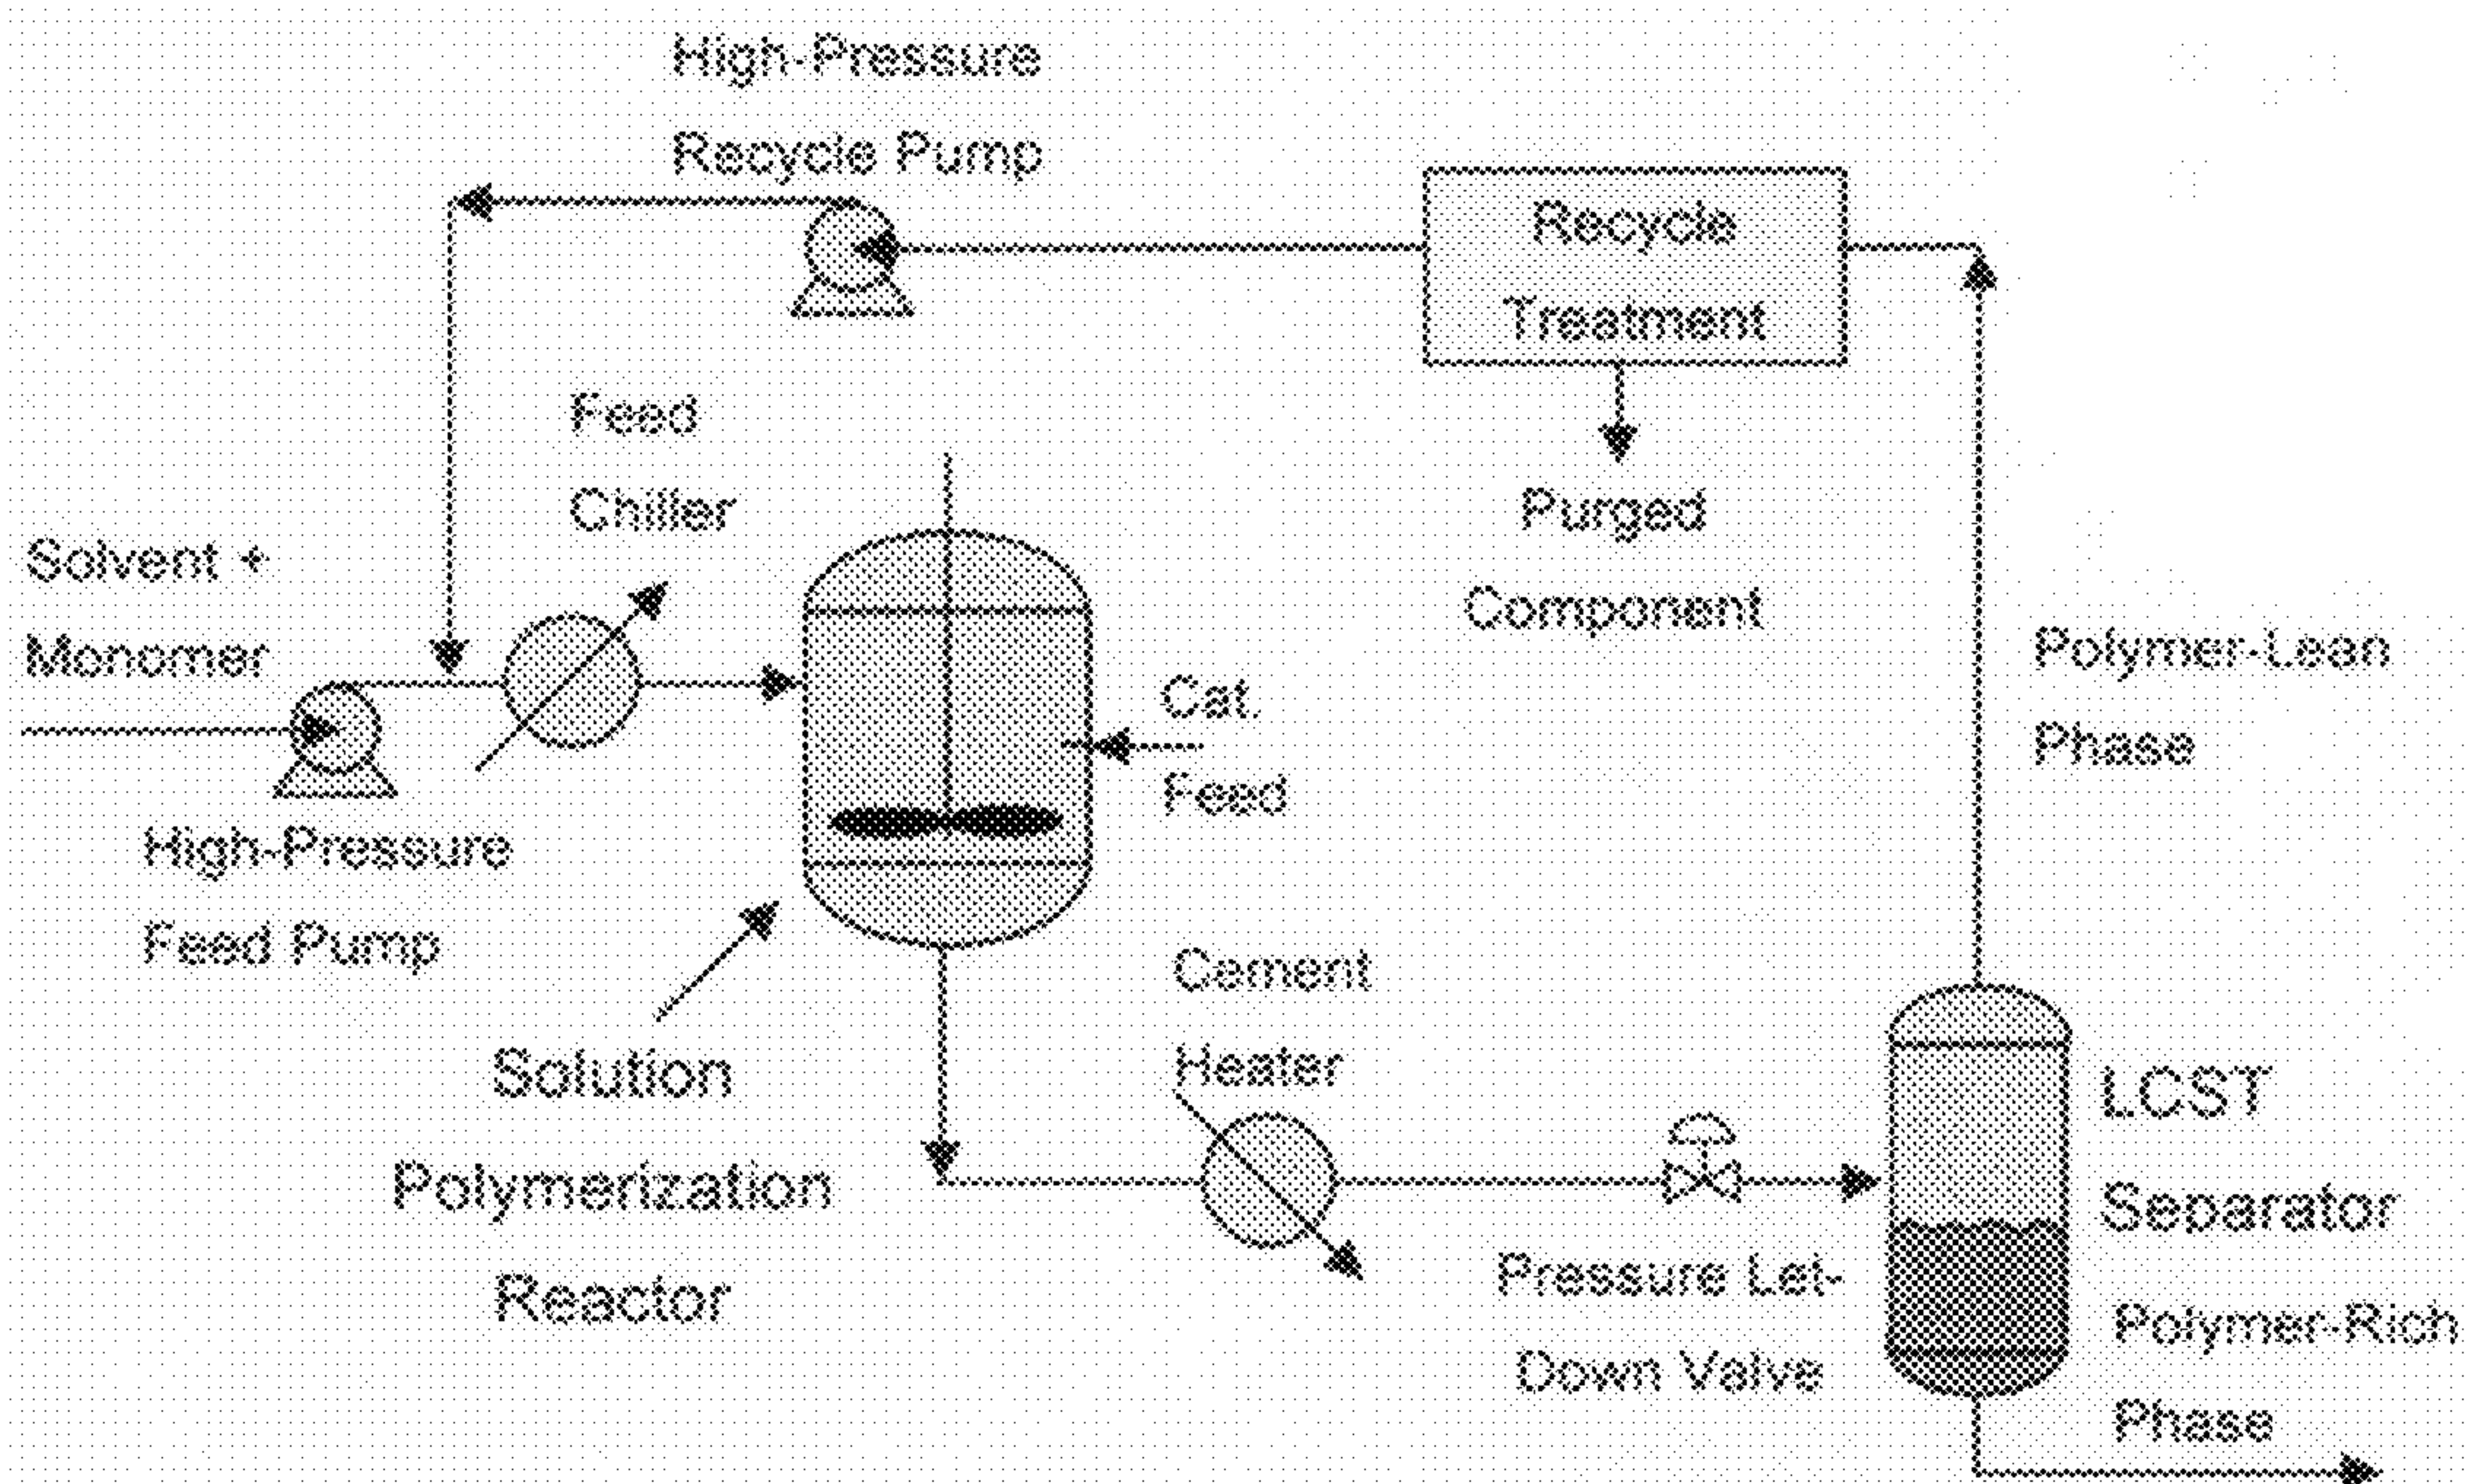 High-Pressure
Recycle Pump
Recycle
Treatment
Feed
Chiller
Purged
Component
Solvent +
Monomer
Polymer-Lean
Phase
Cat.
Feed
High-Pressure
Feed Pump
Cement
Heater
Solution
Polymerization
Reactor
LCST
Separator
Pressure Let-
Down Valve
Polymer-Rich
Phase